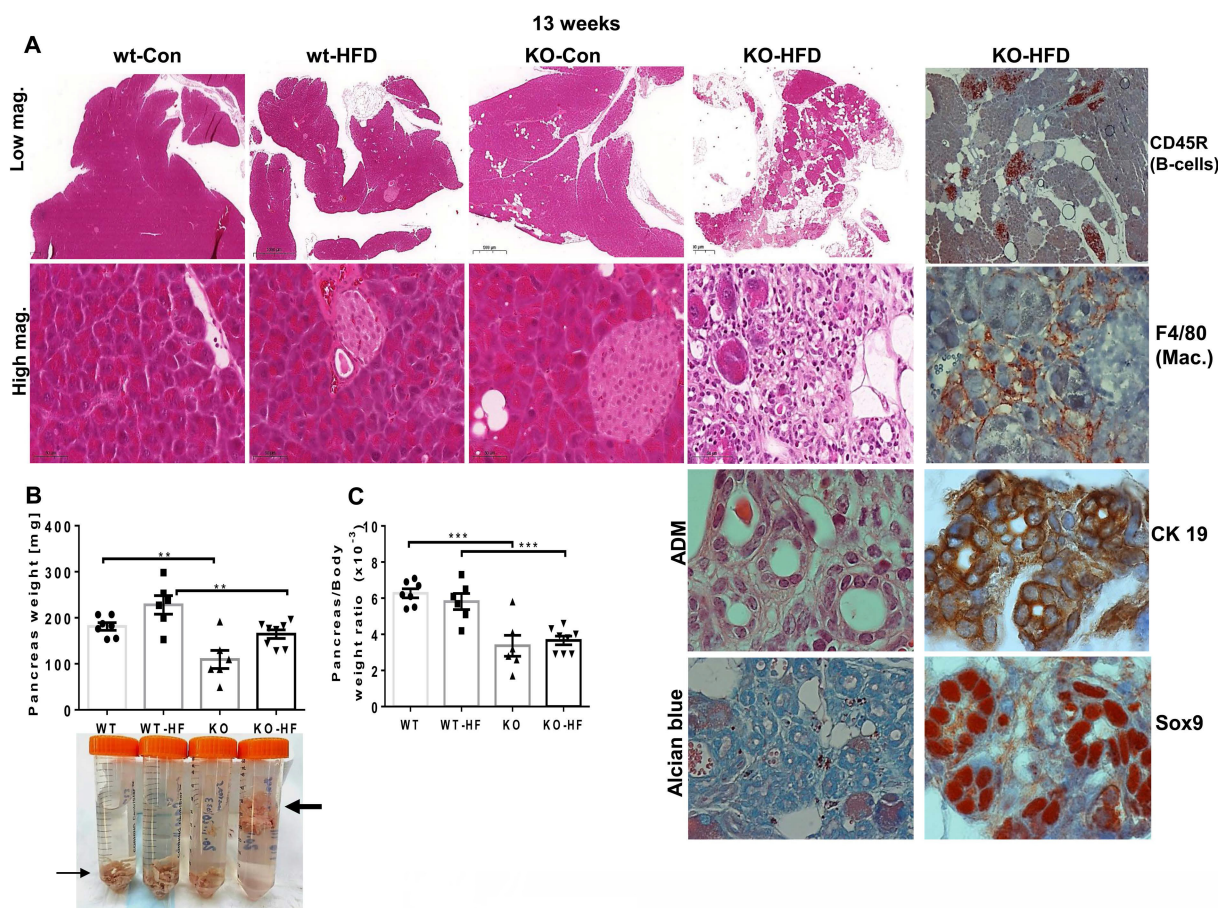 13 weeks
A
wt-Con
wt-HFD
KO-Con
KO-HFD
KO-HFD
Low mag.
CD45R
(B-cells)
High mag.
F4/80
(Mac.)
B
Pancreas weight [mg]
400
300
200
100
0
**
**
WT
WT-HF
KO
KO-HF
C
Pancreas/Body
weight ratio (x10⁻³)
10
8
6
4
2
0
***
***
WT
WT-HF
KO
KO-HF
ADM
CK 19
Alcian blue
Sox9